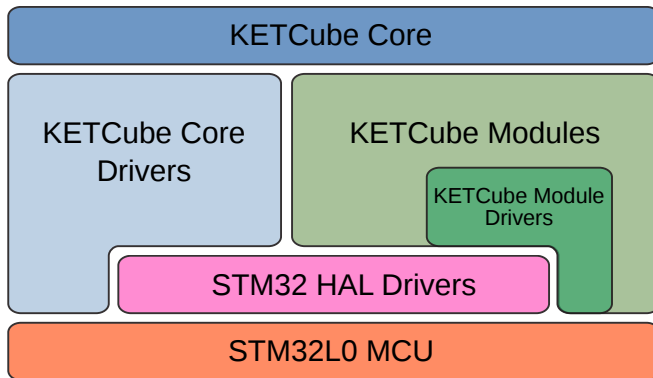 KETCube Core
KETCube Core
Drivers
KETCube Modules
KETCube Module
Drivers
STM32 HAL Drivers
STM32L0 MCU